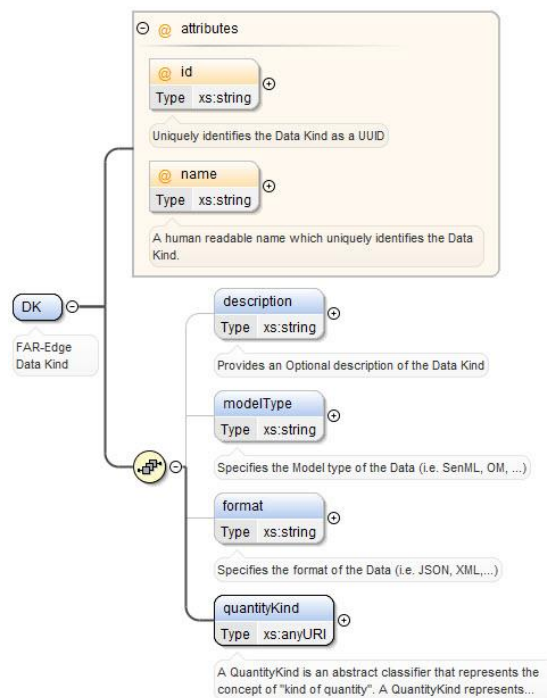 @ attributes
@ id
Type xs:string
Uniquely identifies the Data Kind as a UUID
@ name
Type xs:string
A human readable name which uniquely identifies the Data
Kind.
DK
FAR-Edge
Data Kind
description
Type xs:string
Provides an Optional description of the Data Kind
modelType
Type xs:string
Specifies the Model type of the Data (i.e. SenML, OM, ...)
format
Type xs:string
Specifies the format of the Data (i.e. JSON, XML,...)
quantityKind
Type xs:anyURI
A QuantityKind is an abstract classifier that represents the
concept of "kind of quantity". A QuantityKind represents...